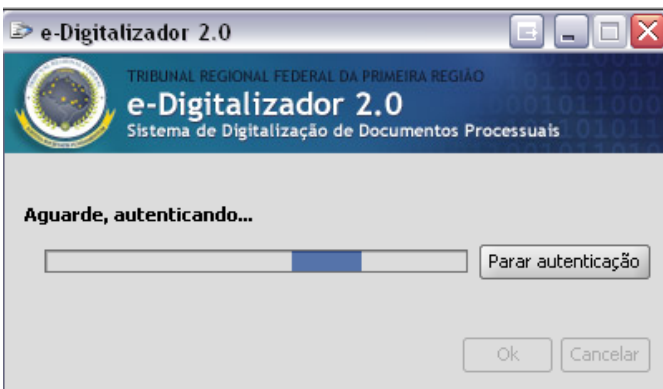 e-Digitalizador 2.0
TRIBUNAL REGIONAL FEDERAL DA PRIMEIRA REGIÃO
e-Digitalizador 2.0
Sistema de Digitalização de Documentos Processuais
Aguarde, autenticando...
Parar autenticação
Ok Cancelar